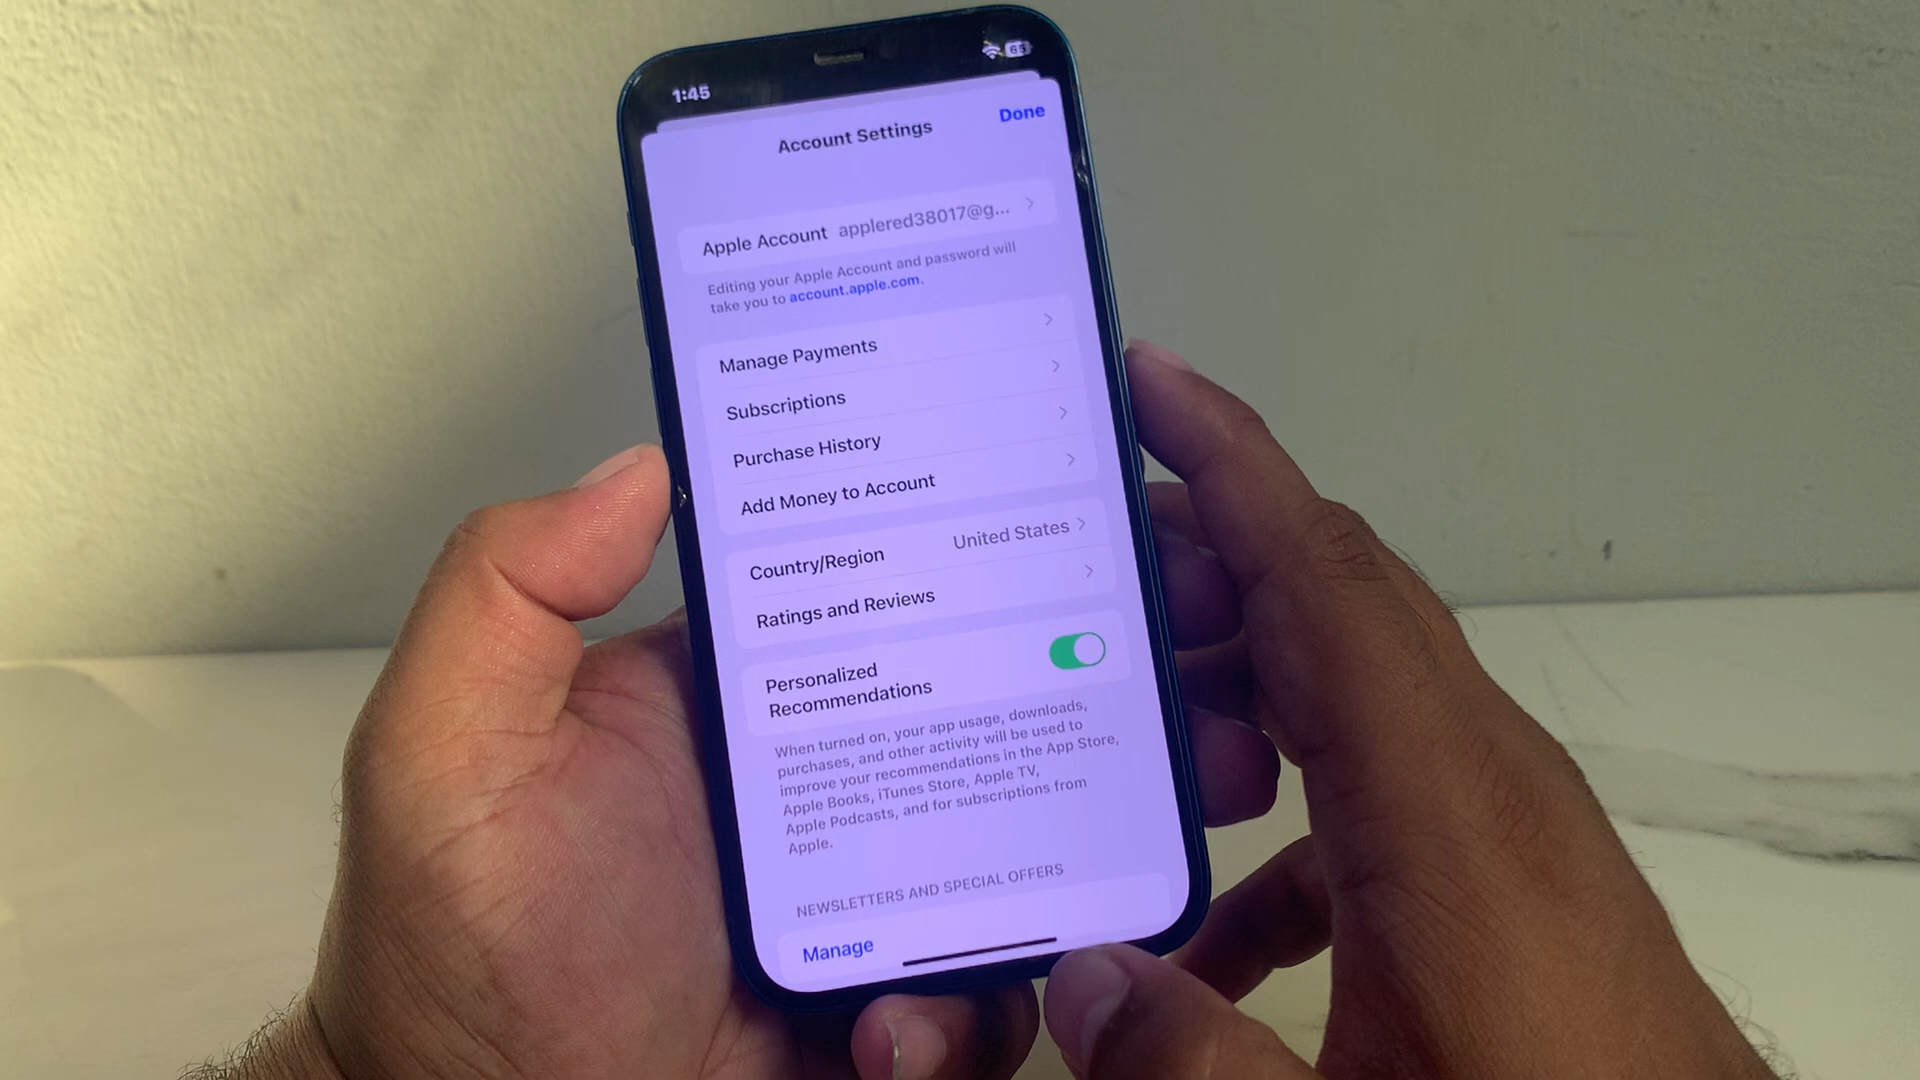 1:45
65
Account Settings
Done
Apple Account applered38017@g...
Editing your Apple Account and password will
take you to account.apple.com.
Manage Payments
Subscriptions
Purchase History
Add Money to Account
Country/Region United States
Ratings and Reviews
Personalized
Recommendations
When turned on, your app usage, downloads,
purchases, and other activity will be used to
improve your recommendations in the App Store,
Apple Books, iTunes Store, Apple TV,
Apple Podcasts, and for subscriptions from
Apple.
NEWSLETTERS AND SPECIAL OFFERS
Manage